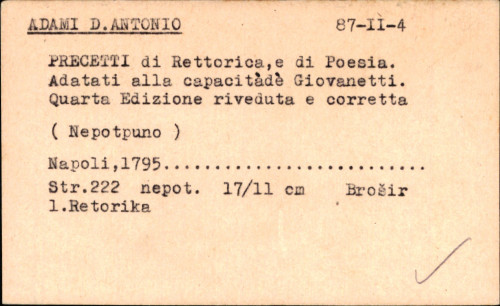 ADAMI D.ANTONIO 87-II-4
PRECETTI di Rettorica,e di Poesia.
Adatati alla capacitàdè Giovanetti.
Quarta Edizione riveduta e corretta
( Nepotpuno )
Napoli,1795...........................
Str.222 nepot. 17/11 cm Brošir
1.Retorika